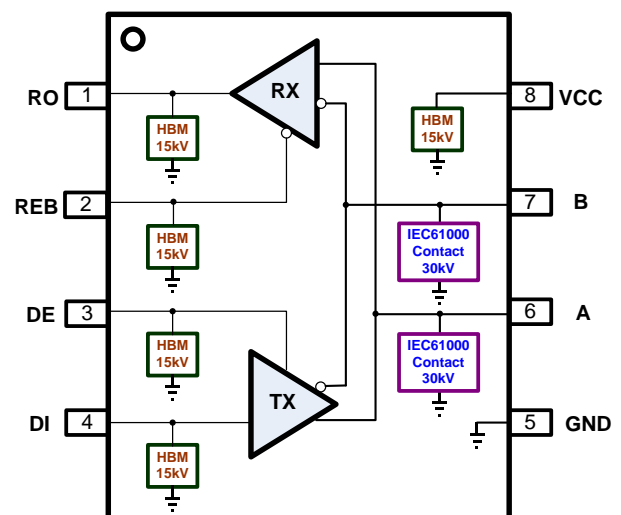 RO 1
RX
8 VCC
HBM
15kV
HBM
15kV
REB 2
7 B
HBM
15kV
IEC61000
Contact
30kV
DE 3
6 A
HBM
15kV
IEC61000
Contact
30kV
TX
DI 4
5 GND
HBM
15kV